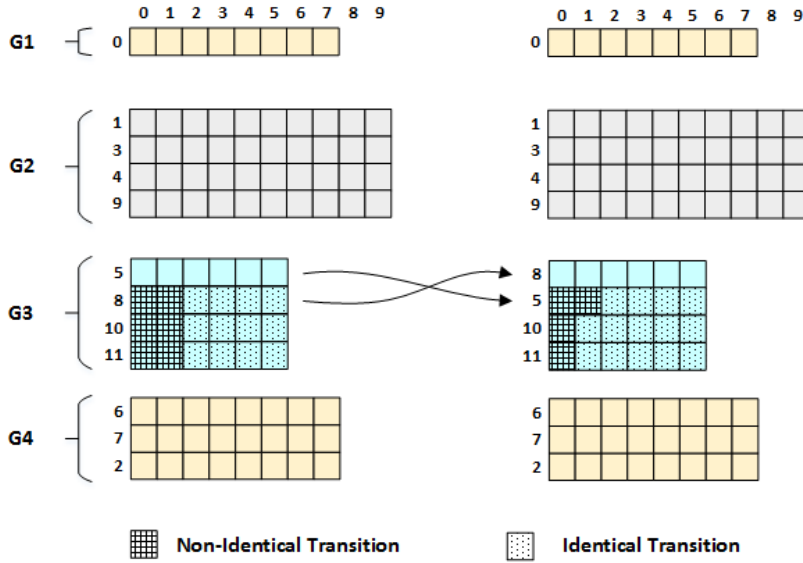 0 1 2 3 4 5 6 7 8 9 0 1 2 3 4 5 6 7 8 9
G1 0 0
1 1
3 3
G2
4 4
9 9
5 8
8 5
G3
10 10
11 11
6 6
G4 7 7
2 2
Non-Identical Transition Identical Transition